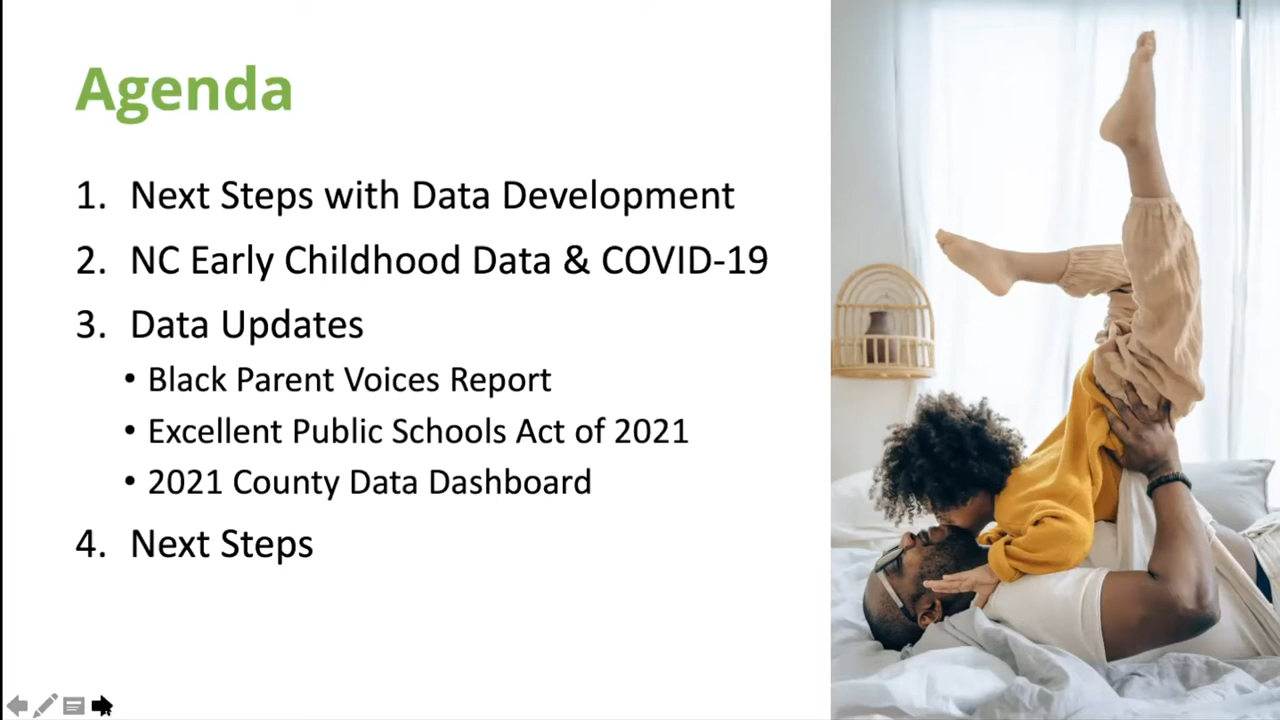 Agenda
1. Next Steps with Data Development
2. NC Early Childhood Data & COVID-19
3. Data Updates
• Black Parent Voices Report
• Excellent Public Schools Act of 2021
• 2021 County Data Dashboard
4. Next Steps